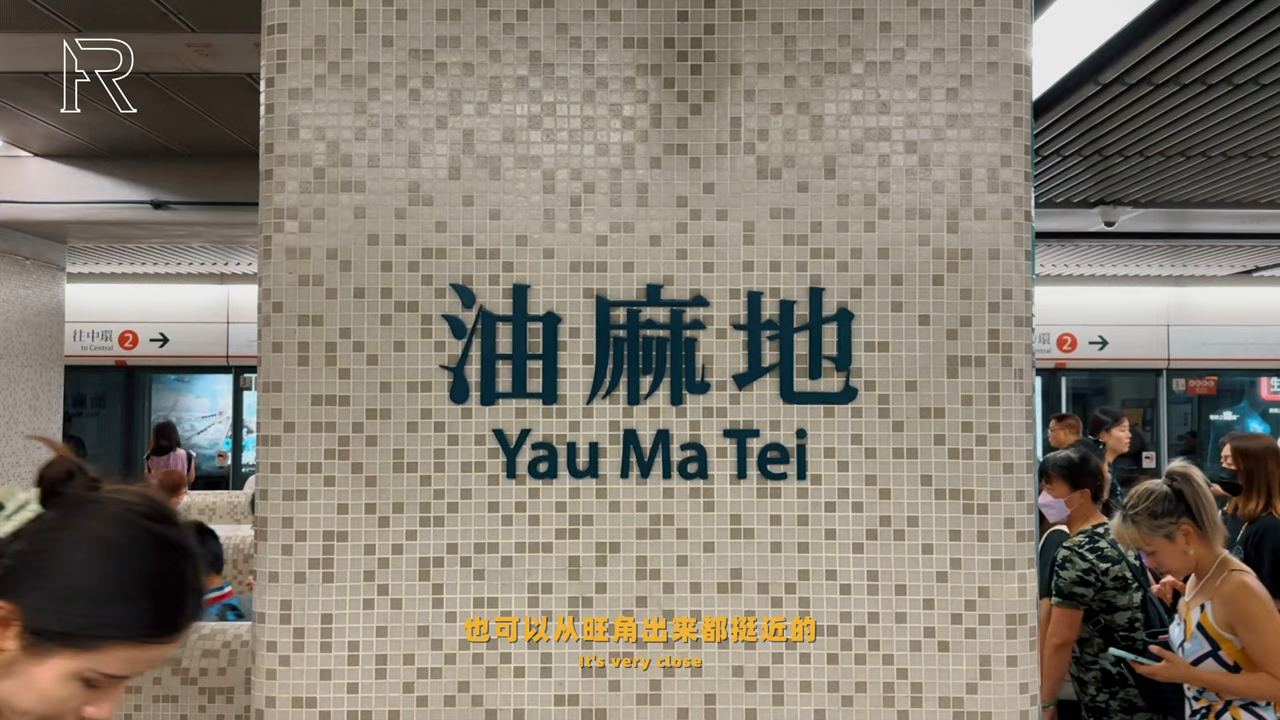 往中環 2
to Central
油麻地
Yau Ma Tei
2
也可以从旺角出来都挺近的
It's very close